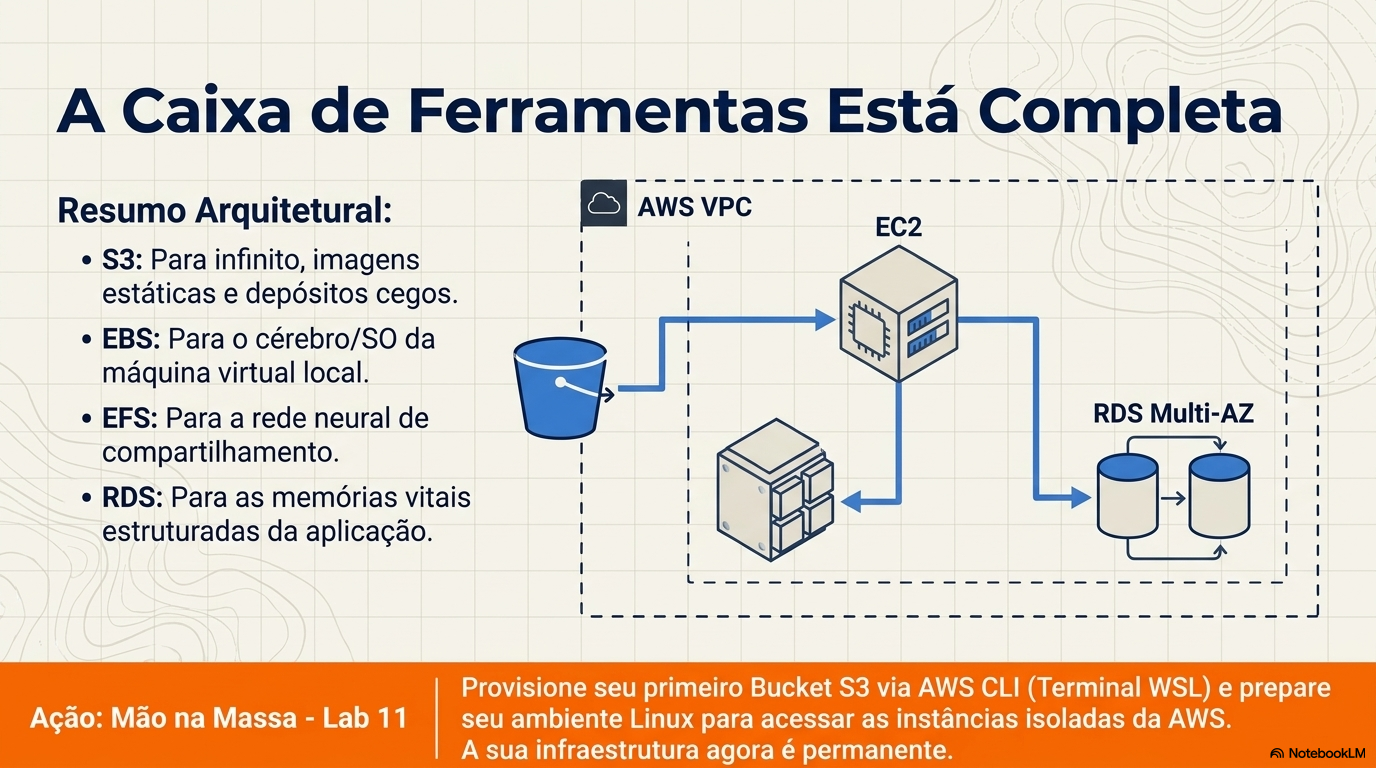 A Caixa de Ferramentas Está Completa
Resumo Arquitetural:
• S3: Para infinito, imagens
estáticas e depósitos cegos.
• EBS: Para o cérebro/SO da
máquina virtual local.
• EFS: Para a rede neural de
compartilhamento.
• RDS: Para as memórias vitais
estruturadas da aplicação.
AWS VPC
EC2
RDS Multi-AZ
Ação: Mão na Massa - Lab 11
Provisione seu primeiro Bucket S3 via AWS CLI (Terminal WSL) e prepare
seu ambiente Linux para acessar as instâncias isoladas da AWS.
A sua infraestrutura agora é permanente.
NotebookLM